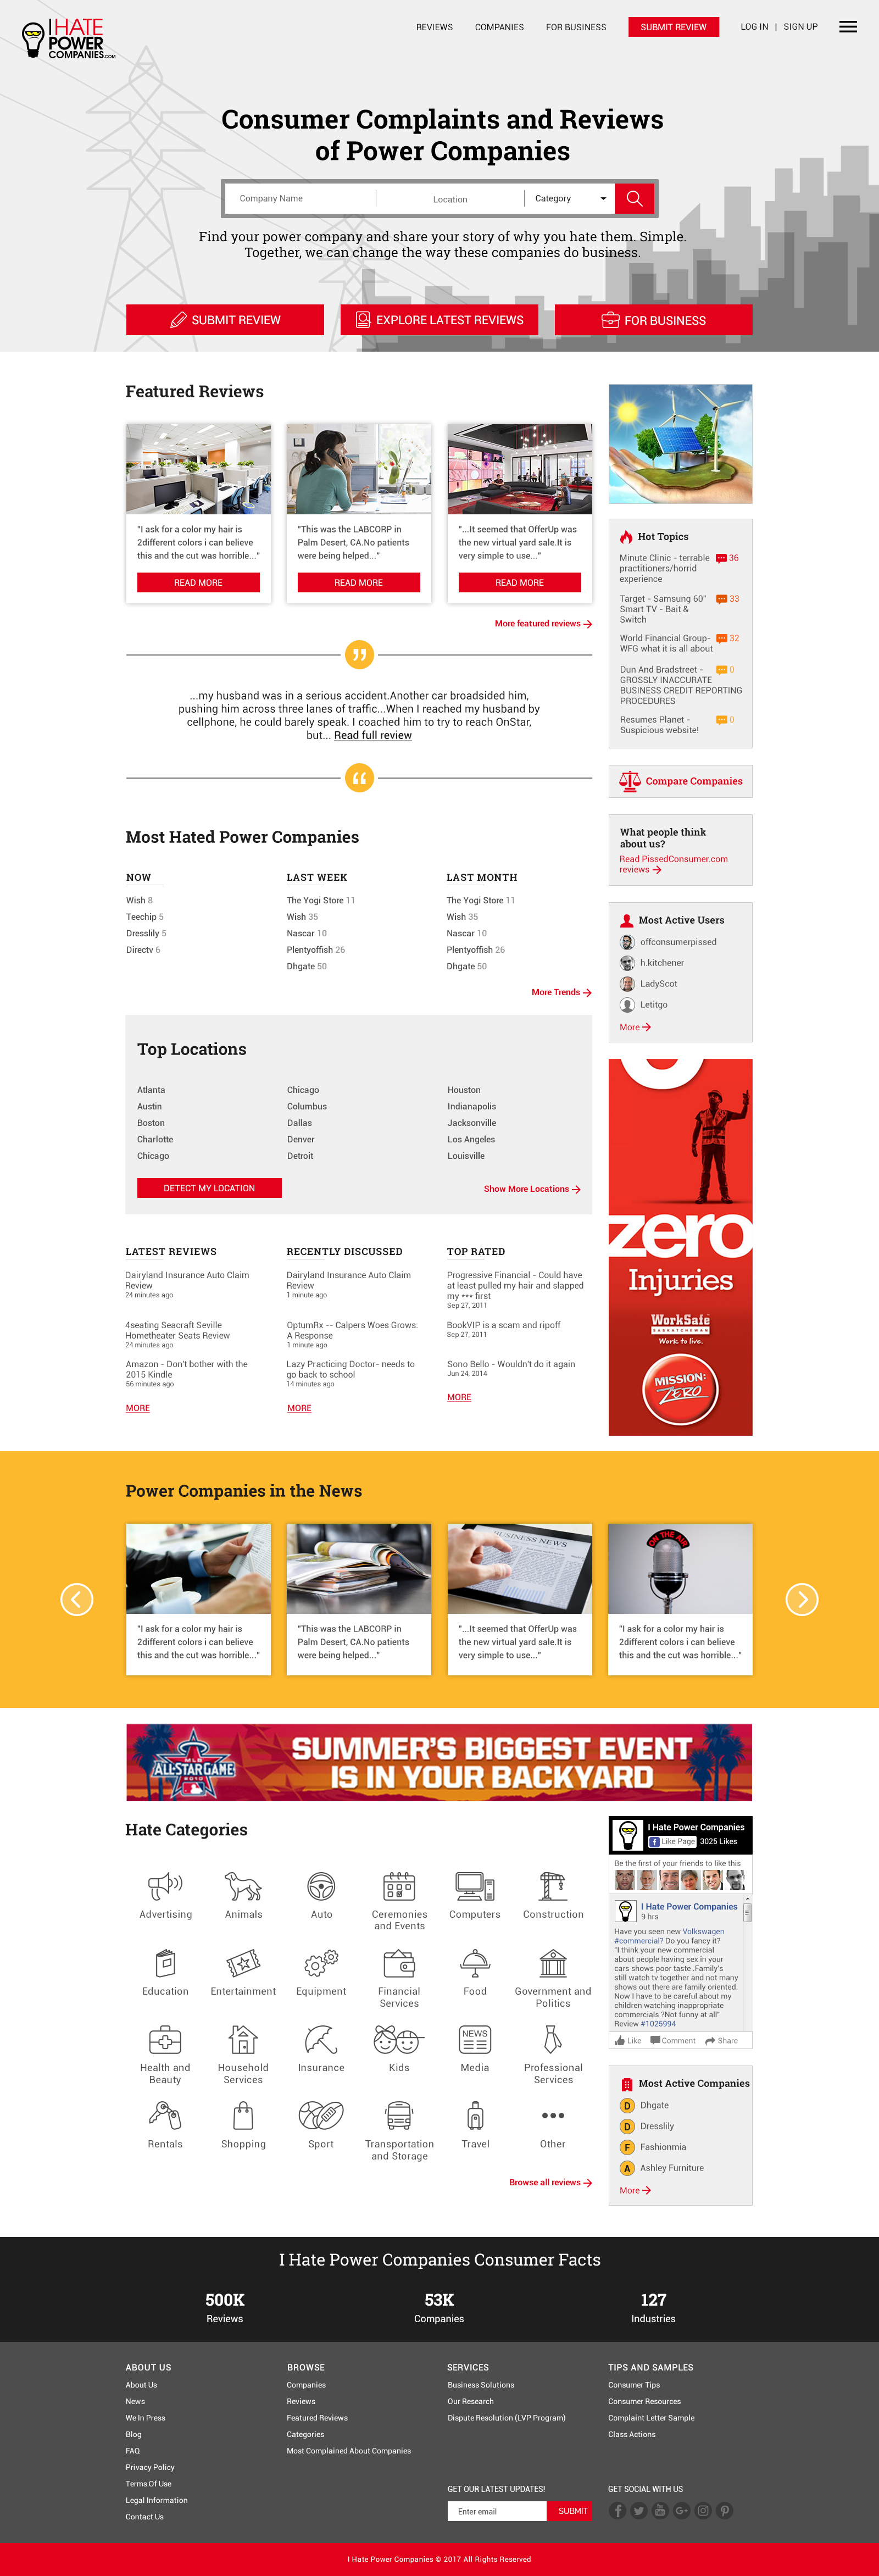 I HATE
POWER
COMPANIES.COM
REVIEWS COMPANIES FOR BUSINESS SUBMIT REVIEW LOG IN | SIGN UP
Consumer Complaints and Reviews
of Power Companies
Company Name Location Category
Find your power company and share your story of why you hate them. Simple.
Together, we can change the way these companies do business.
SUBMIT REVIEW EXPLORE LATEST REVIEWS FOR BUSINESS
Featured Reviews
"I ask for a color my hair is
2different colors i can believe
this and the cut was horrible..."
READ MORE
"This was the LABCORP in
Palm Desert, CA.No patients
were being helped..."
READ MORE
"...It seemed that OfferUp was
the new virtual yard sale.It is
very simple to use..."
READ MORE
More featured reviews
...my husband was in a serious accident.Another car broadsided him,
pushing him across three lanes of traffic...When I reached my husband by
cellphone, he could barely speak. I coached him to try to reach OnStar,
but... Read full review
Hot Topics
Minute Clinic - terrable 36
practitioners/horrid
experience
Target - Samsung 60" 33
Smart TV - Bait &
Switch
World Financial Group- 32
WFG what it is all about
Dun And Bradstreet - 0
GROSSLY INACCURATE
BUSINESS CREDIT REPORTING
PROCEDURES
Resumes Planet - 0
Suspicious website!
Compare Companies
What people think
about us?
Read PissedConsumer.com
reviews
Most Active Users
offconsumerpissed
h.kitchener
LadyScot
Letitgo
More
Most Hated Power Companies
NOW
Wish 8
Teechip 5
Dresslily 5
Directv 6
LAST WEEK
The Yogi Store 11
Wish 35
Nascar 10
Plentyoffish 26
Dhgate 50
LAST MONTH
The Yogi Store 11
Wish 35
Nascar 10
Plentyoffish 26
Dhgate 50
More Trends
Top Locations
Atlanta Chicago Houston
Austin Columbus Indianapolis
Boston Dallas Jacksonville
Charlotte Denver Los Angeles
Chicago Detroit Louisville
DETECT MY LOCATION Show More Locations
zero
Injuries
WorkSafe
SASKATCHEWAN
Work to live.
MISSION:
ZERO
LATEST REVIEWS
Dairyland Insurance Auto Claim
Review
24 minutes ago
4seating Seacraft Seville
Hometheater Seats Review
24 minutes ago
Amazon - Don't bother with the
2015 Kindle
56 minutes ago
MORE
RECENTLY DISCUSSED
Dairyland Insurance Auto Claim
Review
1 minute ago
OptumRx -- Calpers Woes Grows:
A Response
1 minute ago
Lazy Practicing Doctor- needs to
go back to school
14 minutes ago
MORE
TOP RATED
Progressive Financial - Could have
at least pulled my hair and slapped
my *** first
Sep 27, 2011
BookVIP is a scam and ripoff
Sep 27, 2011
Sono Bello - Wouldn't do it again
Jun 24, 2014
MORE
Power Companies in the News
BUSINESS NEWS
ON THE AIR
"I ask for a color my hair is
2different colors i can believe
this and the cut was horrible..."
"This was the LABCORP in
Palm Desert, CA.No patients
were being helped..."
"...It seemed that OfferUp was
the new virtual yard sale.It is
very simple to use..."
"I ask for a color my hair is
2different colors i can believe
this and the cut was horrible..."
MLB
ALL-STAR GAME
2010
SUMMER'S BIGGEST EVENT
IS IN YOUR BACKYARD
Hate Categories
Advertising Animals Auto Ceremonies
and Events Computers Construction
Education Entertainment Equipment Financial
Services Food Government and
Politics
NEWS
Health and
Beauty Household
Services Insurance Kids Media Professional
Services
Rentals Shopping Sport Transportation
and Storage Travel Other
Browse all reviews
I Hate Power Companies
Like Page 3025 Likes
Be the first of your friends to like this
I Hate Power Companies
9 hrs
Have you seen new Volkswagen
#commercial? Do you fancy it?
"I think your new commercial
about people having sex in your
cars shows poor taste .Family's
still watch tv together and not many
shows out there are family oriented.
Now I have to be careful about my
children watching inappropriate
commercials ?Not funny at all"
Review #1025994
Like Comment Share
Most Active Companies
D Dhgate
D Dresslily
F Fashionmia
A Ashley Furniture
More
I Hate Power Companies Consumer Facts
500K 53K 127
Reviews Companies Industries
ABOUT US
About Us
News
We In Press
Blog
FAQ
Privacy Policy
Terms Of Use
Legal Information
Contact Us
BROWSE
Companies
Reviews
Featured Reviews
Categories
Most Complained About Companies
SERVICES
Business Solutions
Our Research
Dispute Resolution (LVP Program)
TIPS AND SAMPLES
Consumer Tips
Consumer Resources
Complaint Letter Sample
Class Actions
GET OUR LATEST UPDATES!
Enter email SUBMIT
GET SOCIAL WITH US
I Hate Power Companies © 2017 All Rights Reserved